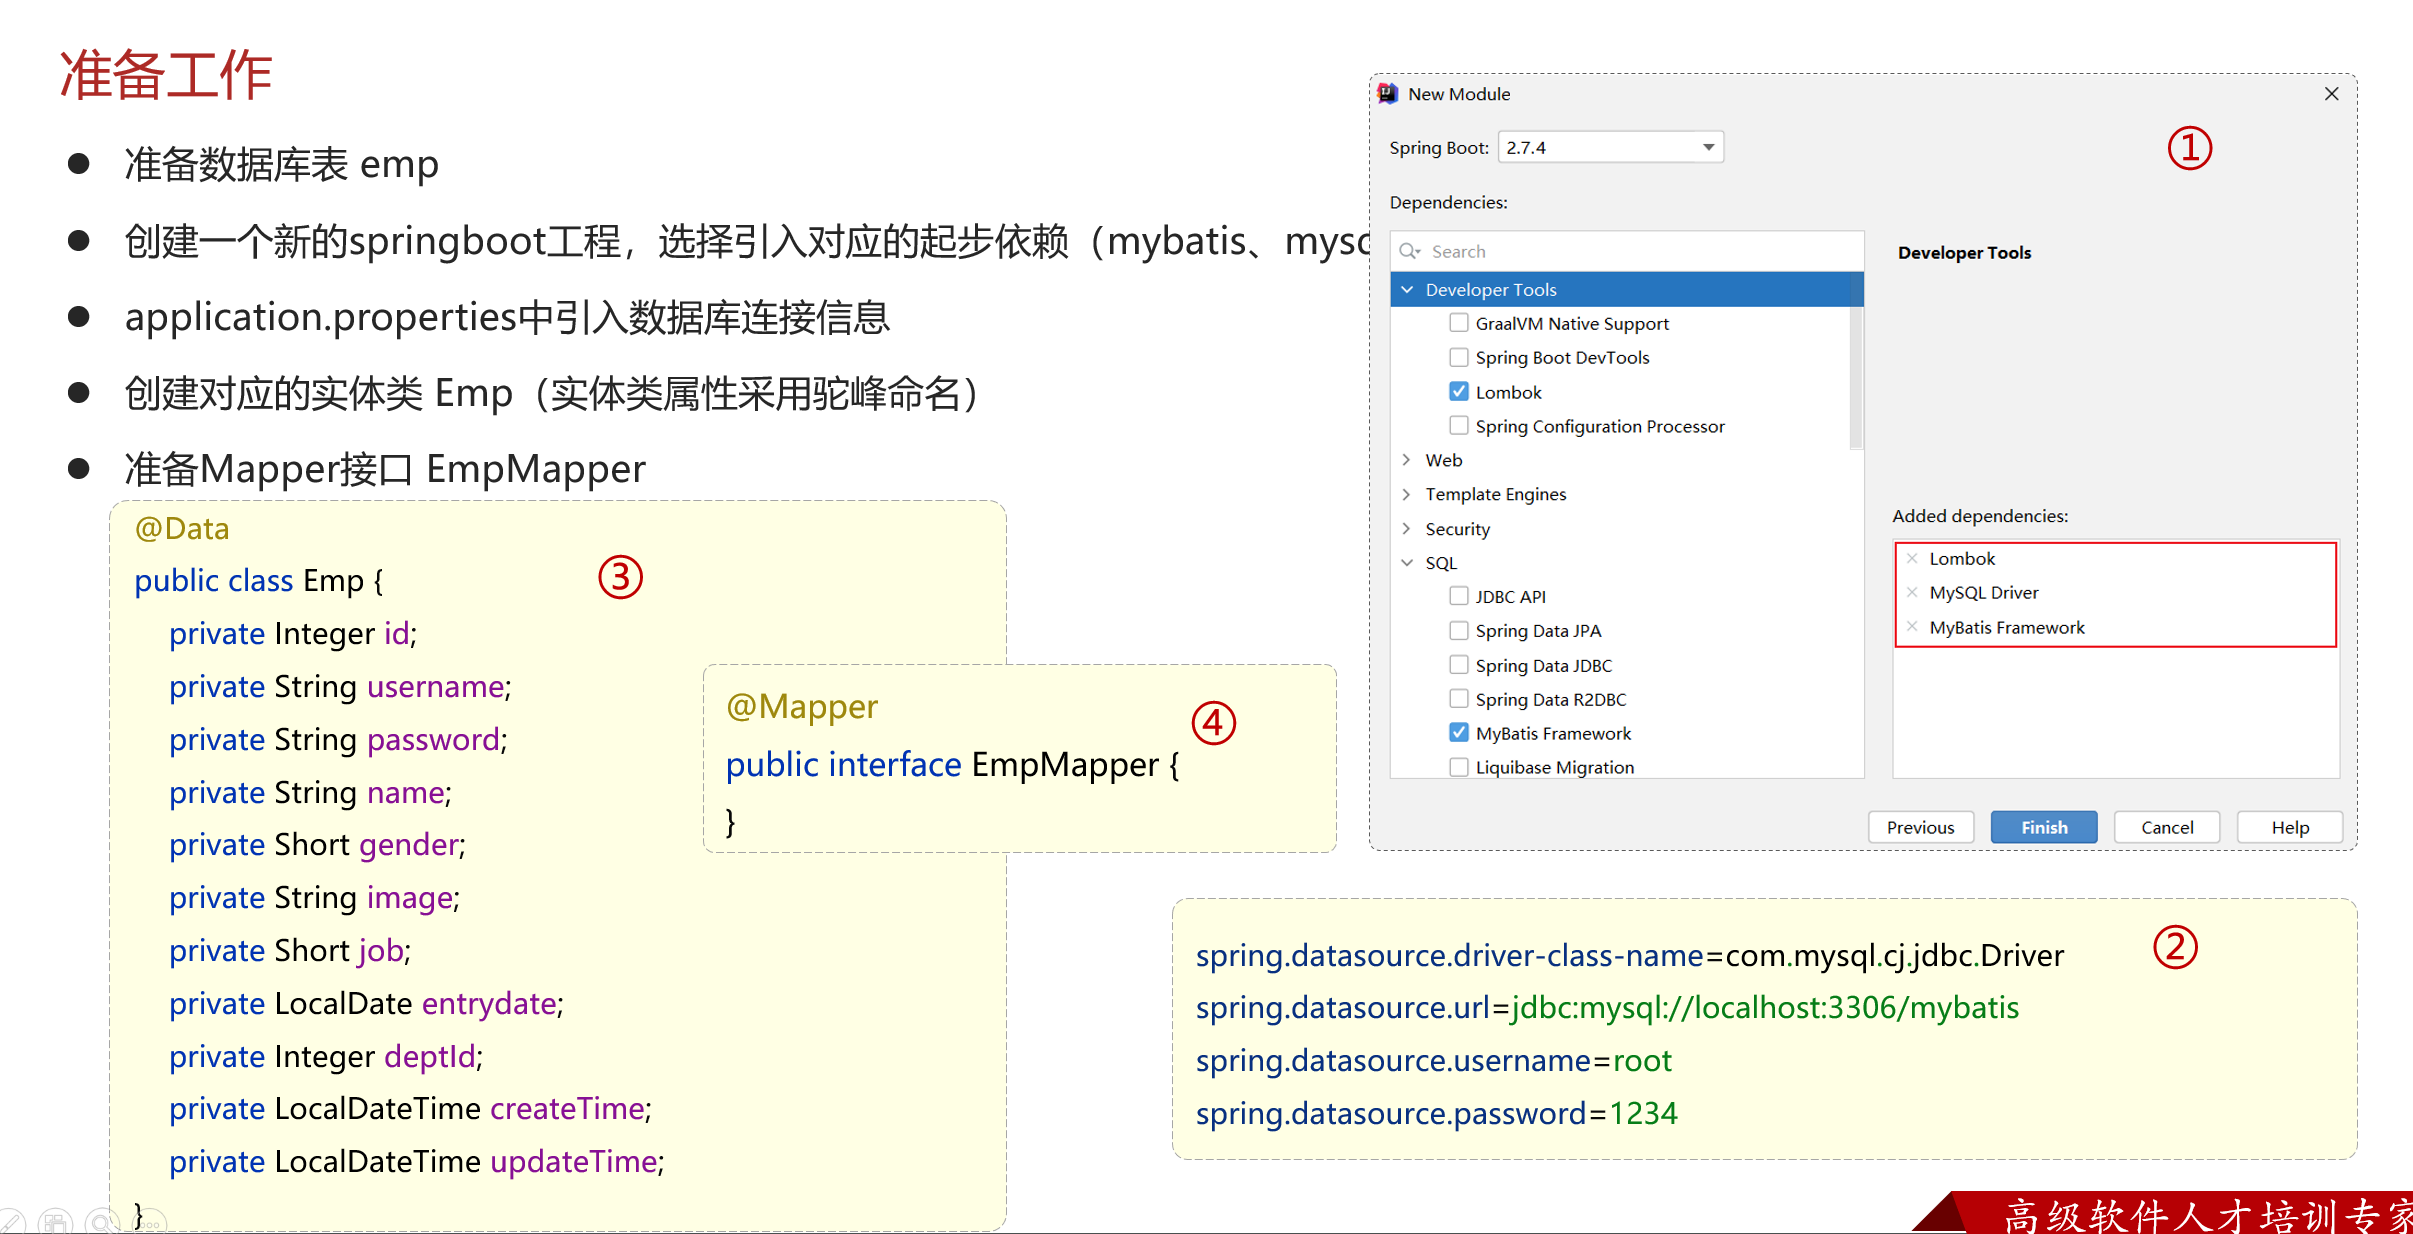 准备工作
准备数据库表 emp
创建一个新的springboot工程，选择引入对应的起步依赖（mybatis、mys
application.properties中引入数据库连接信息
创建对应的实体类 Emp（实体类属性采用驼峰命名）
准备Mapper接口 EmpMapper
@Data
public class Emp {
private Integer id;
private String username;
private String password;
private String name;
private Short gender;
private String image;
private Short job;
private LocalDate entrydate;
private Integer deptId;
private LocalDateTime createTime;
private LocalDateTime updateTime;
}
③
@Mapper
public interface EmpMapper {
}
④
New Module
Spring Boot: 2.7.4
①
Dependencies:
Search
Developer Tools
GraalVM Native Support
Spring Boot DevTools
Lombok
Spring Configuration Processor
Web
Template Engines
Security
SQL
JDBC API
Spring Data JPA
Spring Data JDBC
Spring Data R2DBC
MyBatis Framework
Liquibase Migration
Developer Tools
Added dependencies:
Lombok
MySQL Driver
MyBatis Framework
Previous Finish Cancel Help
spring.datasource.driver-class-name=com.mysql.cj.jdbc.Driver
spring.datasource.url=jdbc:mysql://localhost:3306/mybatis
spring.datasource.username=root
spring.datasource.password=1234
②
高级软件人才培训专家